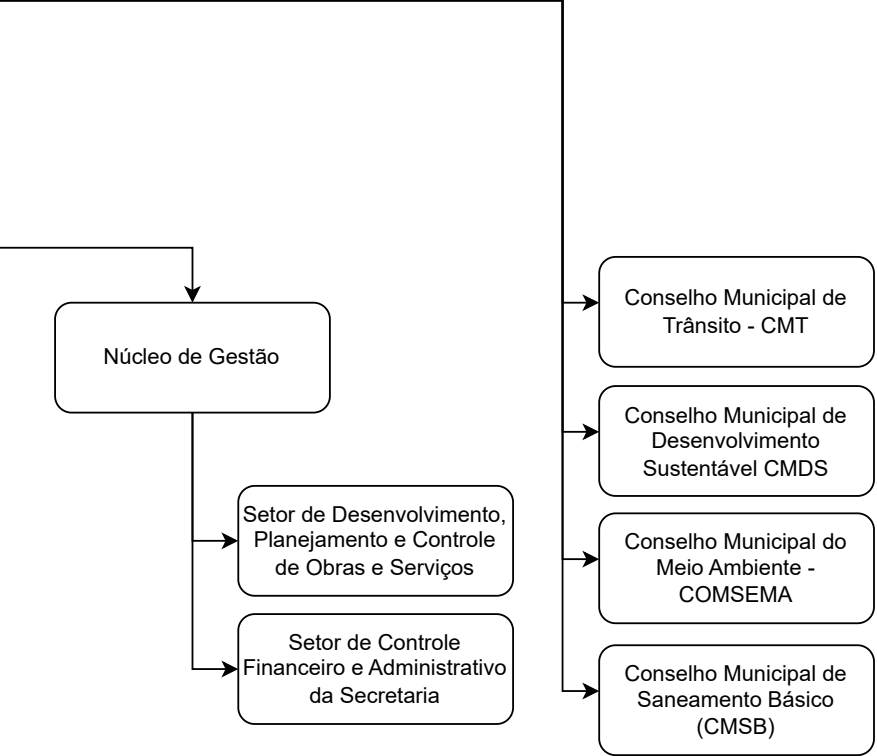 Núcleo de Gestão
Setor de Desenvolvimento,
Planejamento e Controle
de Obras e Serviços
Setor de Controle
Financeiro e Administrativo
da Secretaria
Conselho Municipal de
Trânsito - CMT
Conselho Municipal de
Desenvolvimento
Sustentável CMDS
Conselho Municipal do
Meio Ambiente -
COMSEMA
Conselho Municipal de
Saneamento Básico
(CMSB)